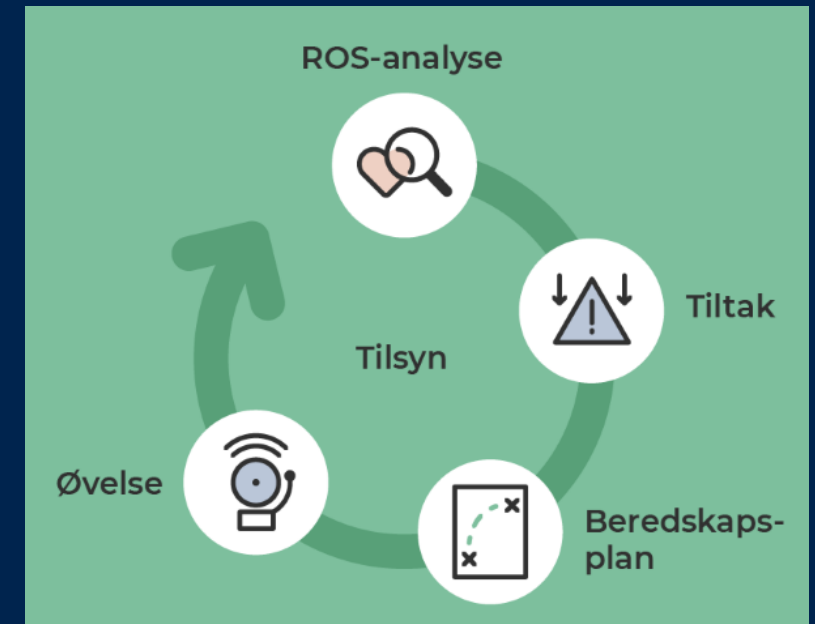 ROS-analyse
Tiltak
Tilsyn
Øvelse
Beredskaps-
plan